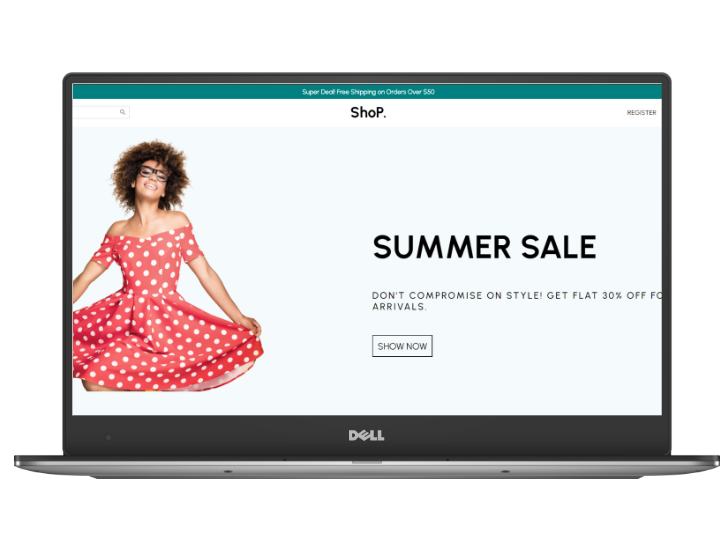 Super Deal! Free Shipping on Orders Over $50
ShoP.
REGISTER
SUMMER SALE
DON'T COMPROMISE ON STYLE! GET FLAT 30% OFF FO
ARRIVALS.
SHOW NOW
DELL